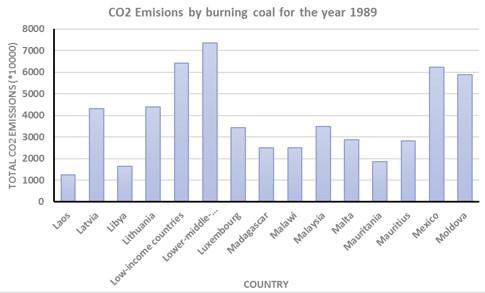 CO2 Emisions by burning coal for the year 1989
TOTAL CO2 EMISSIONS (*10000)
8000
7000
6000
5000
4000
3000
2000
1000
0
Laos
Latvia
Libya
Lithuania
Low-income countries
Lower-middle-...
Luxembourg
Madagascar
Malawi
Malaysia
Malta
Mauritania
Mauritius
Mexico
Moldova
COUNTRY